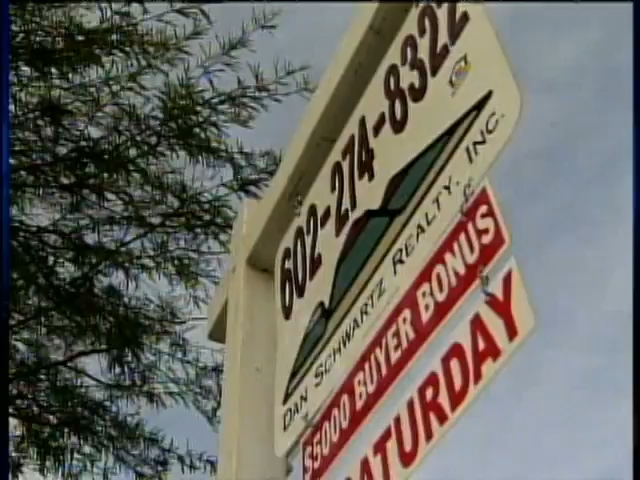 602-274-8322
DAN SCHWARTZ REALTY, INC.
$5000 BUYER BONUS
SATURDAY